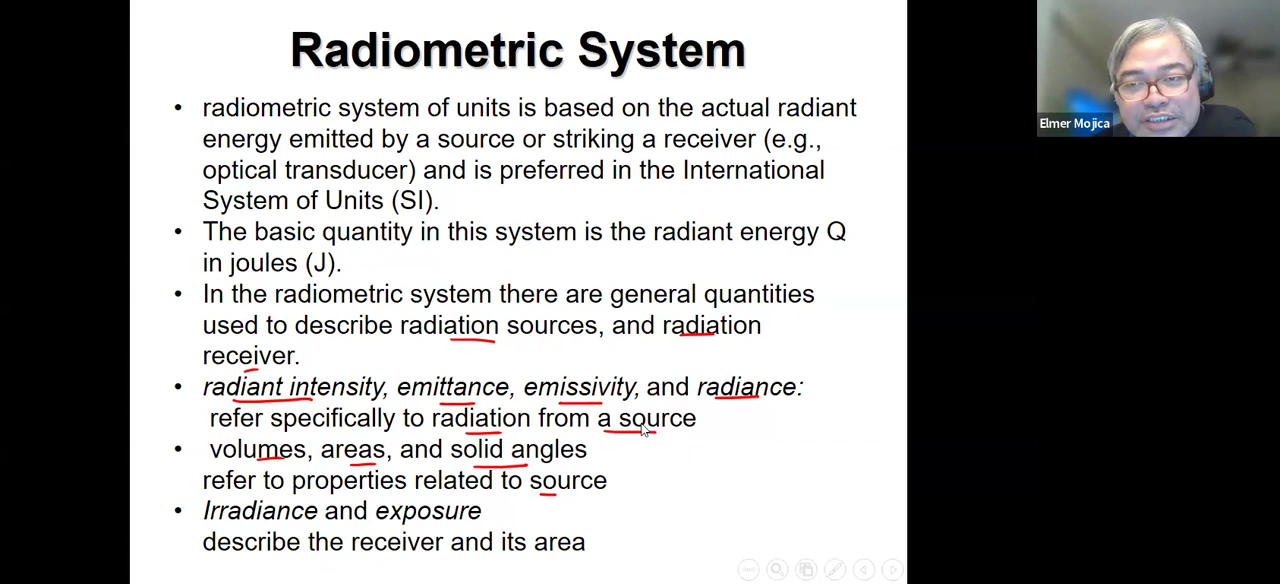 Radiometric System
• radiometric system of units is based on the actual radiant
energy emitted by a source or striking a receiver (e.g.,
optical transducer) and is preferred in the International
System of Units (SI).
• The basic quantity in this system is the radiant energy Q
in joules (J).
• In the radiometric system there are general quantities
used to describe radiation sources, and radiation
receiver.
• radiant intensity, emittance, emissivity, and radiance:
refer specifically to radiation from a source
• volumes, areas, and solid angles
refer to properties related to source
• Irradiance and exposure
describe the receiver and its area
Elmer Mojica